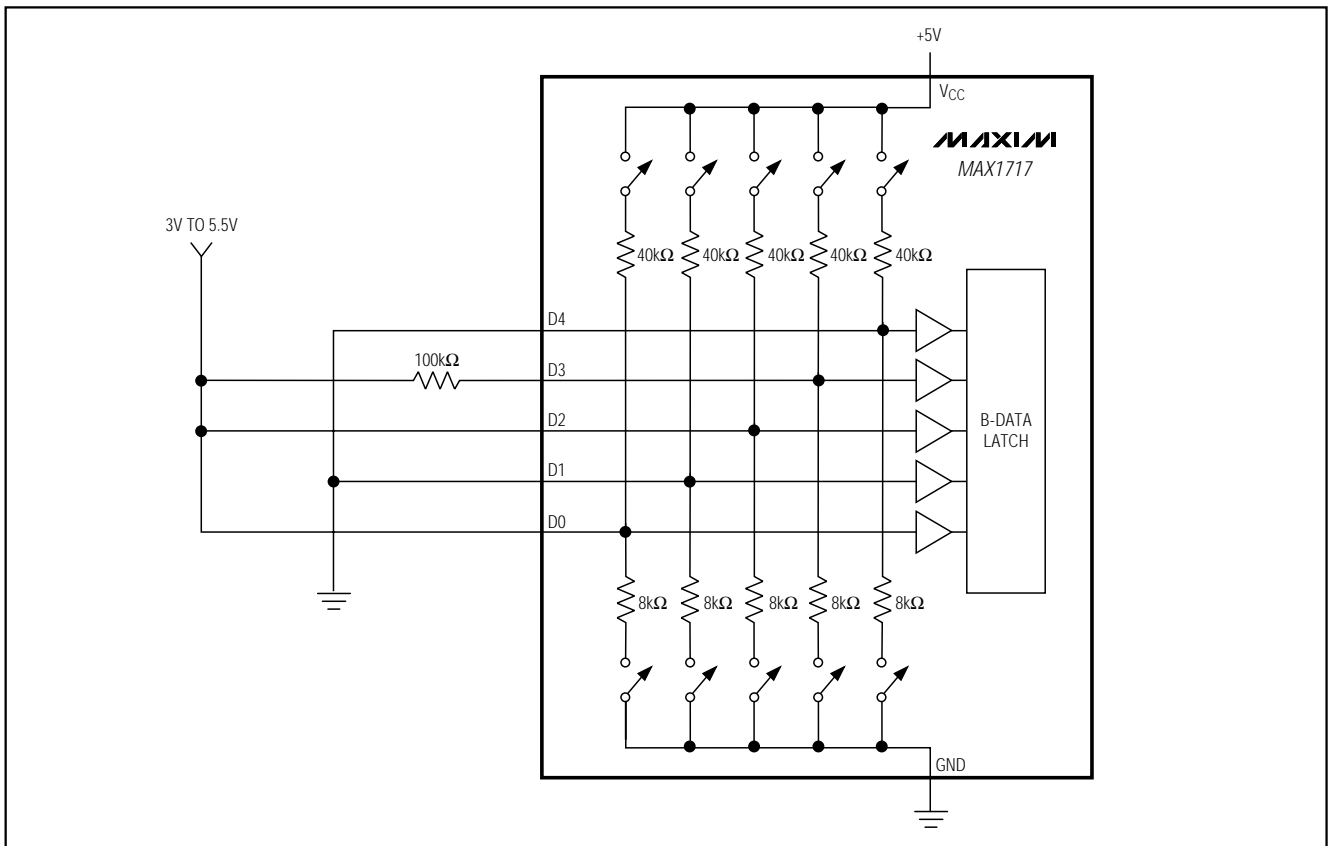 +5V
VCC
MAXIM
MAX1717
3V TO 5.5V
40kΩ 40kΩ 40kΩ 40kΩ 40kΩ
D4
100kΩ
D3
D2
B-DATA
LATCH
D1
D0
8kΩ 8kΩ 8kΩ 8kΩ 8kΩ
GND